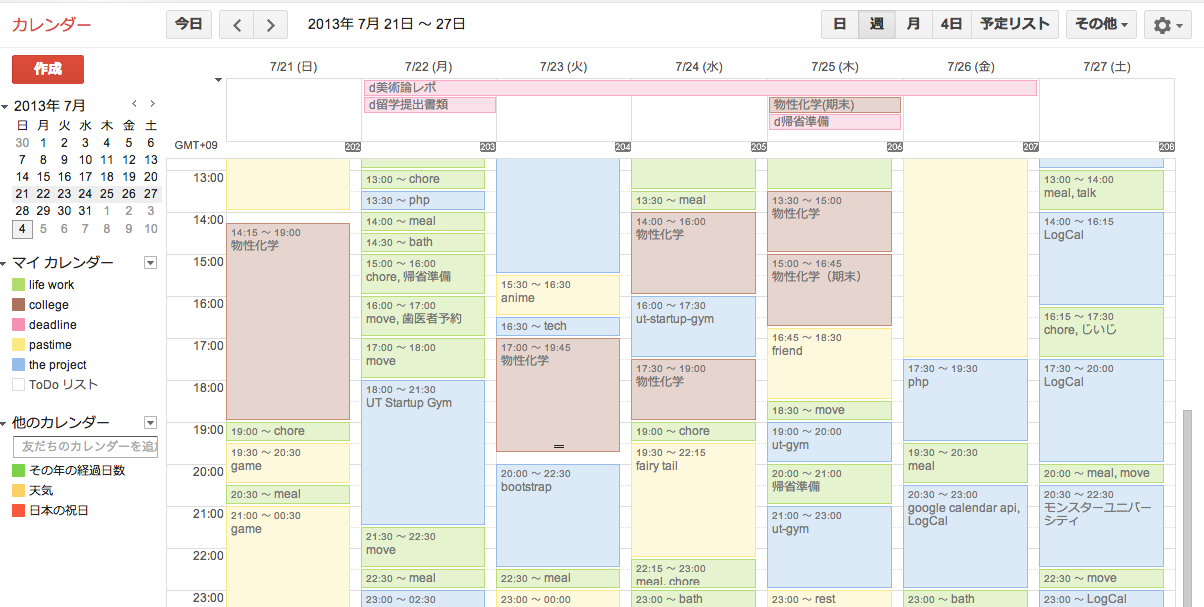 カレンダー
今日
2013年 7月 21日 ～ 27日
日 週 月 4日 予定リスト
その他
作成
2013年 7月
日 月 火 水 木 金 土
30 1 2 3 4 5 6
7 8 9 10 11 12 13
14 15 16 17 18 19 20
21 22 23 24 25 26 27
28 29 30 31 1 2 3
4 5 6 7 8 9 10
マイ カレンダー
life work
college
deadline
pastime
the project
ToDo リスト
他のカレンダー
友だちのカレンダーを追
その年の経過日数
天気
日本の祝日
7/21 (日) 7/22 (月) 7/23 (火) 7/24 (水) 7/25 (木) 7/26 (金) 7/27 (土)
d美術論レポ
d留学提出書類
物性化学(期末)
d帰省準備
GMT+09
202 203 204 205 206 207 208
13:00
14:00
15:00
16:00
17:00
18:00
19:00
20:00
21:00
22:00
23:00
14:15 ～ 19:00
物性化学
19:00 ～ chore
19:30 ～ 20:30
game
20:30 ～ meal
21:00 ～ 00:30
game
13:00 ～ chore
13:30 ～ php
14:00 ～ meal
14:30 ～ bath
15:00 ～ 16:00
chore, 帰省準備
16:00 ～ 17:00
move, 歯医者予約
17:00 ～ 18:00
move
18:00 ～ 21:30
UT Startup Gym
21:30 ～ 22:30
move
22:30 ～ meal
23:00 ～ 02:30
15:30 ～ 16:30
anime
16:30 ～ tech
17:00 ～ 19:45
物性化学
20:00 ～ 22:30
bootstrap
22:30 ～ meal
23:00 ～ 00:00
13:30 ～ meal
14:00 ～ 16:00
物性化学
16:00 ～ 17:30
ut-startup-gym
17:30 ～ 19:00
物性化学
19:00 ～ chore
19:30 ～ 22:15
fairy tail
22:15 ～ 23:00
meal, chore
23:00 ～ bath
13:30 ～ 15:00
物性化学
15:00 ～ 16:45
物性化学（期末）
16:45 ～ 18:30
friend
18:30 ～ move
19:00 ～ 20:00
ut-gym
20:00 ～ 21:00
帰省準備
21:00 ～ 23:00
ut-gym
23:00 ～ rest
17:30 ～ 19:30
php
19:30 ～ 20:30
meal
20:30 ～ 23:00
google calendar api,
LogCal
23:00 ～ bath
13:00 ～ 14:00
meal, talk
14:00 ～ 16:15
LogCal
16:15 ～ 17:30
chore, じいじ
17:30 ～ 20:00
LogCal
20:00 ～ meal, move
20:30 ～ 22:30
モンスターユニバー
シティ
22:30 ～ move
23:00 ～ LogCal